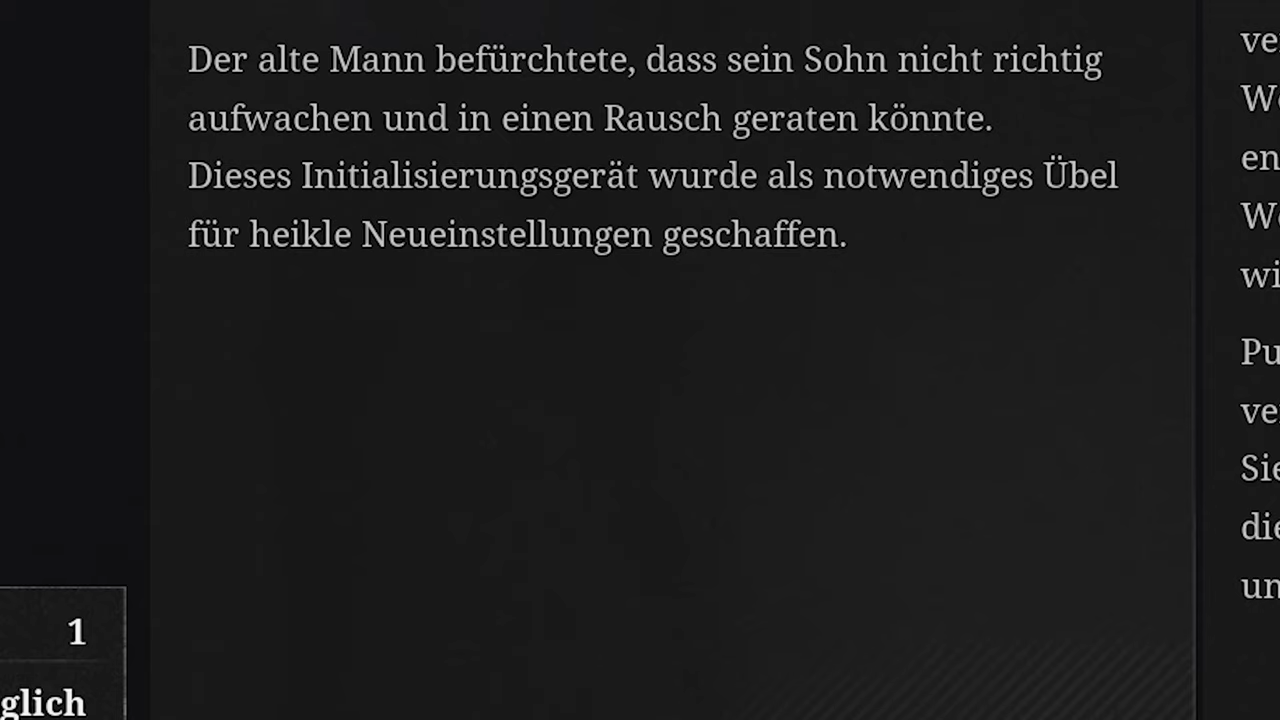 Der alte Mann befürchtete, dass sein Sohn nicht richtig
aufwachen und in einen Rausch geraten könnte.
Dieses Initialisierungsgerät wurde als notwendiges Übel
für heikle Neueinstellungen geschaffen.
1